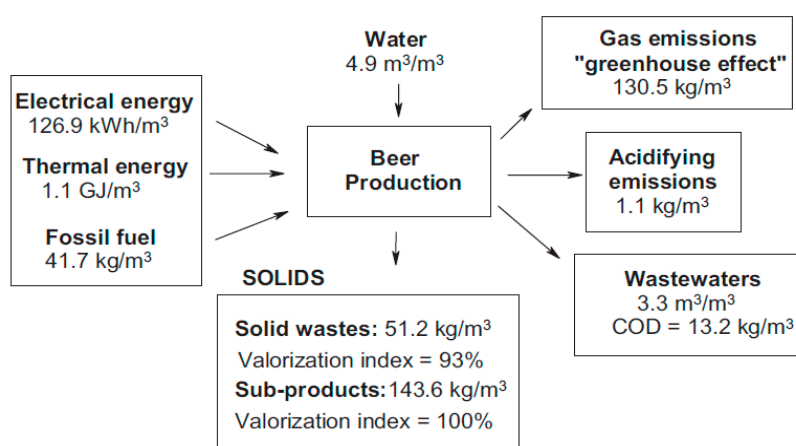 Water
4.9 m³/m³
Gas emissions
"greenhouse effect"
130.5 kg/m³
Electrical energy
126.9 kWh/m³
Thermal energy
1.1 GJ/m³
Fossil fuel
41.7 kg/m³
Beer
Production
Acidifying
emissions
1.1 kg/m³
Wastewaters
3.3 m³/m³
COD = 13.2 kg/m³
SOLIDS
Solid wastes: 51.2 kg/m³
Valorization index = 93%
Sub-products: 143.6 kg/m³
Valorization index = 100%